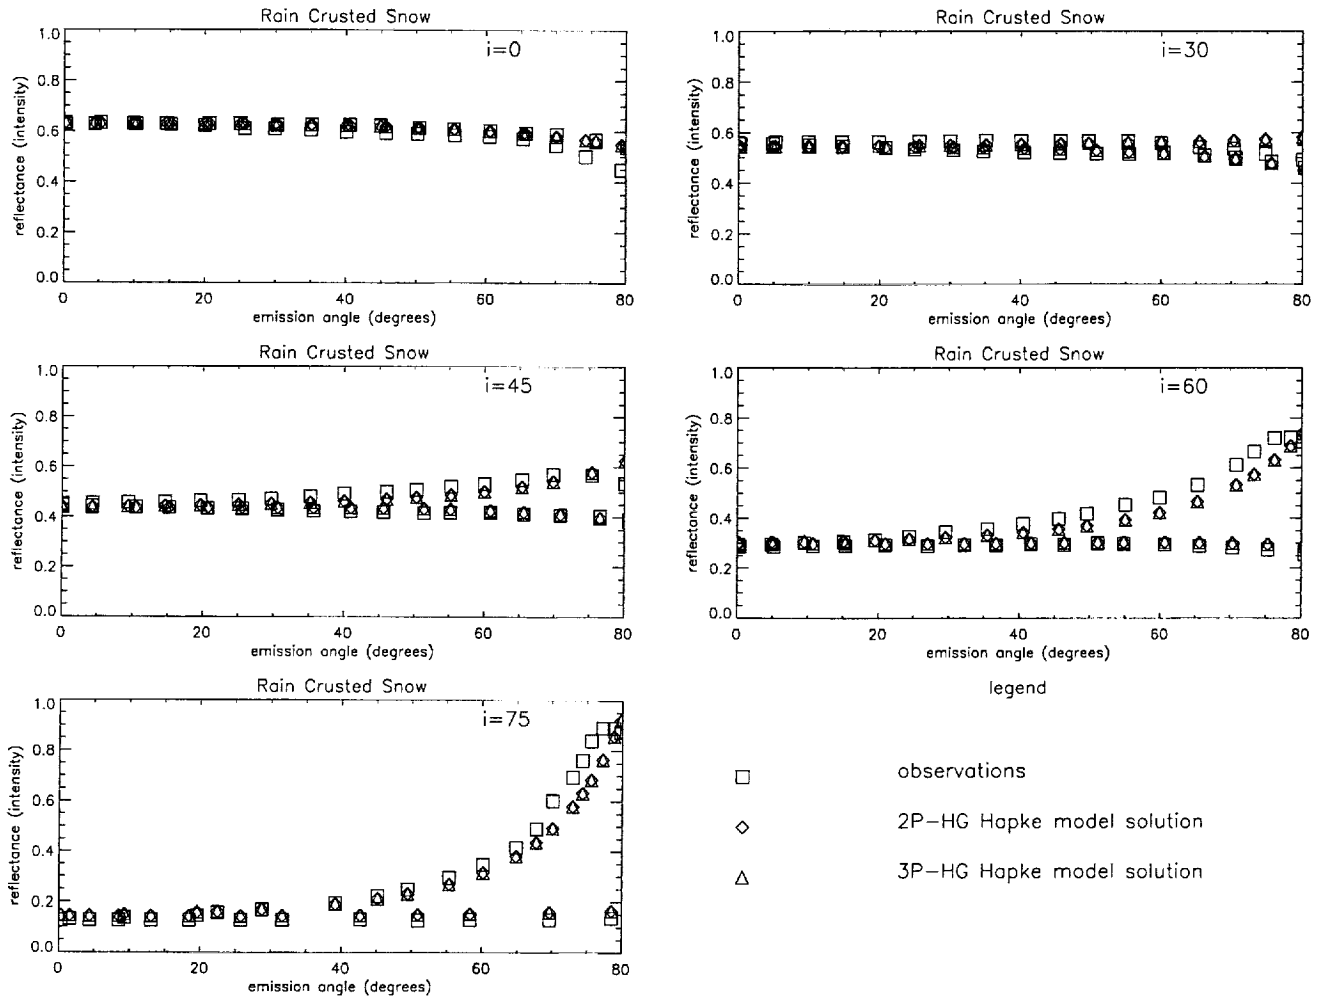 Rain Crusted Snow
i=0
reflectance (intensity)
1.0
0.8
0.6
0.4
0.2
0.0
0 20 40 60 80
emission angle (degrees)
Rain Crusted Snow
i=30
reflectance (intensity)
1.0
0.8
0.6
0.4
0.2
0.0
0 20 40 60 80
emission angle (degrees)
Rain Crusted Snow
i=45
reflectance (intensity)
1.0
0.8
0.6
0.4
0.2
0.0
0 20 40 60 80
emission angle (degrees)
Rain Crusted Snow
i=60
reflectance (intensity)
1.0
0.8
0.6
0.4
0.2
0.0
0 20 40 60 80
emission angle (degrees)
Rain Crusted Snow
i=75
reflectance (intensity)
1.0
0.8
0.6
0.4
0.2
0.0
0 20 40 60 80
emission angle (degrees)
legend
observations
2P-HG Hapke model solution
3P-HG Hapke model solution